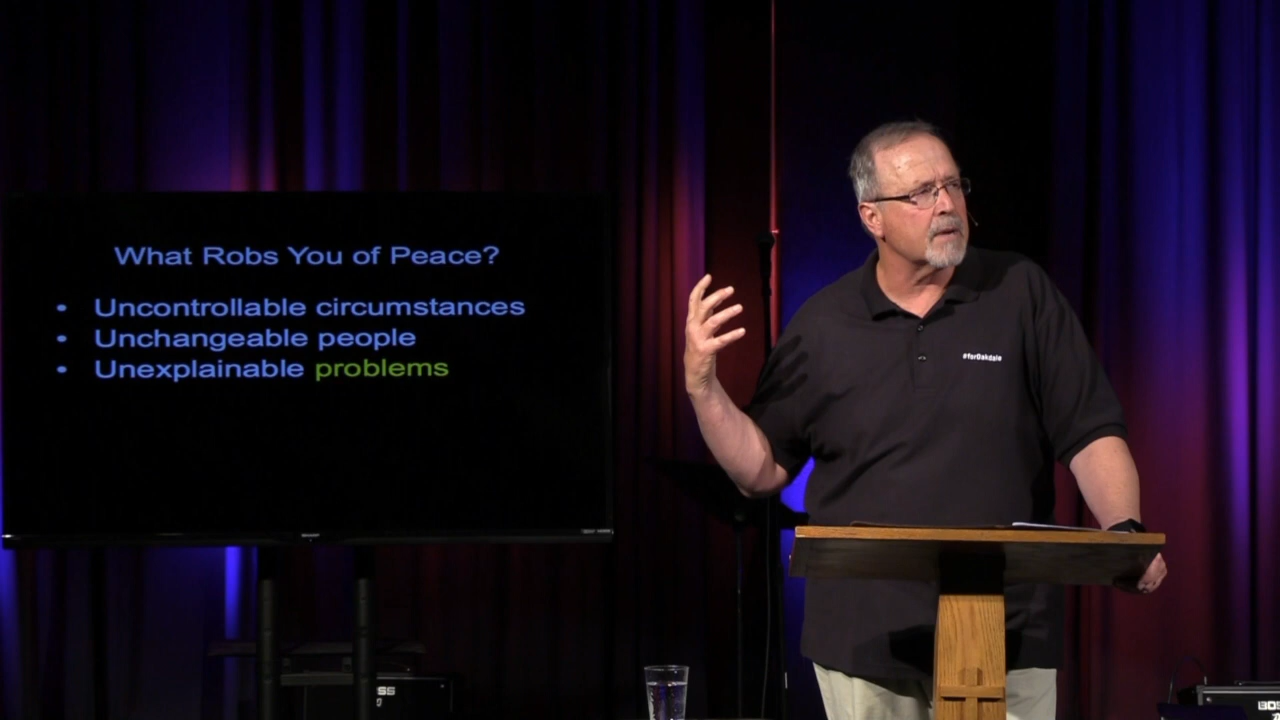 What Robs You of Peace?
• Uncontrollable circumstances
• Unchangeable people
• Unexplainable problems
#forOakdale